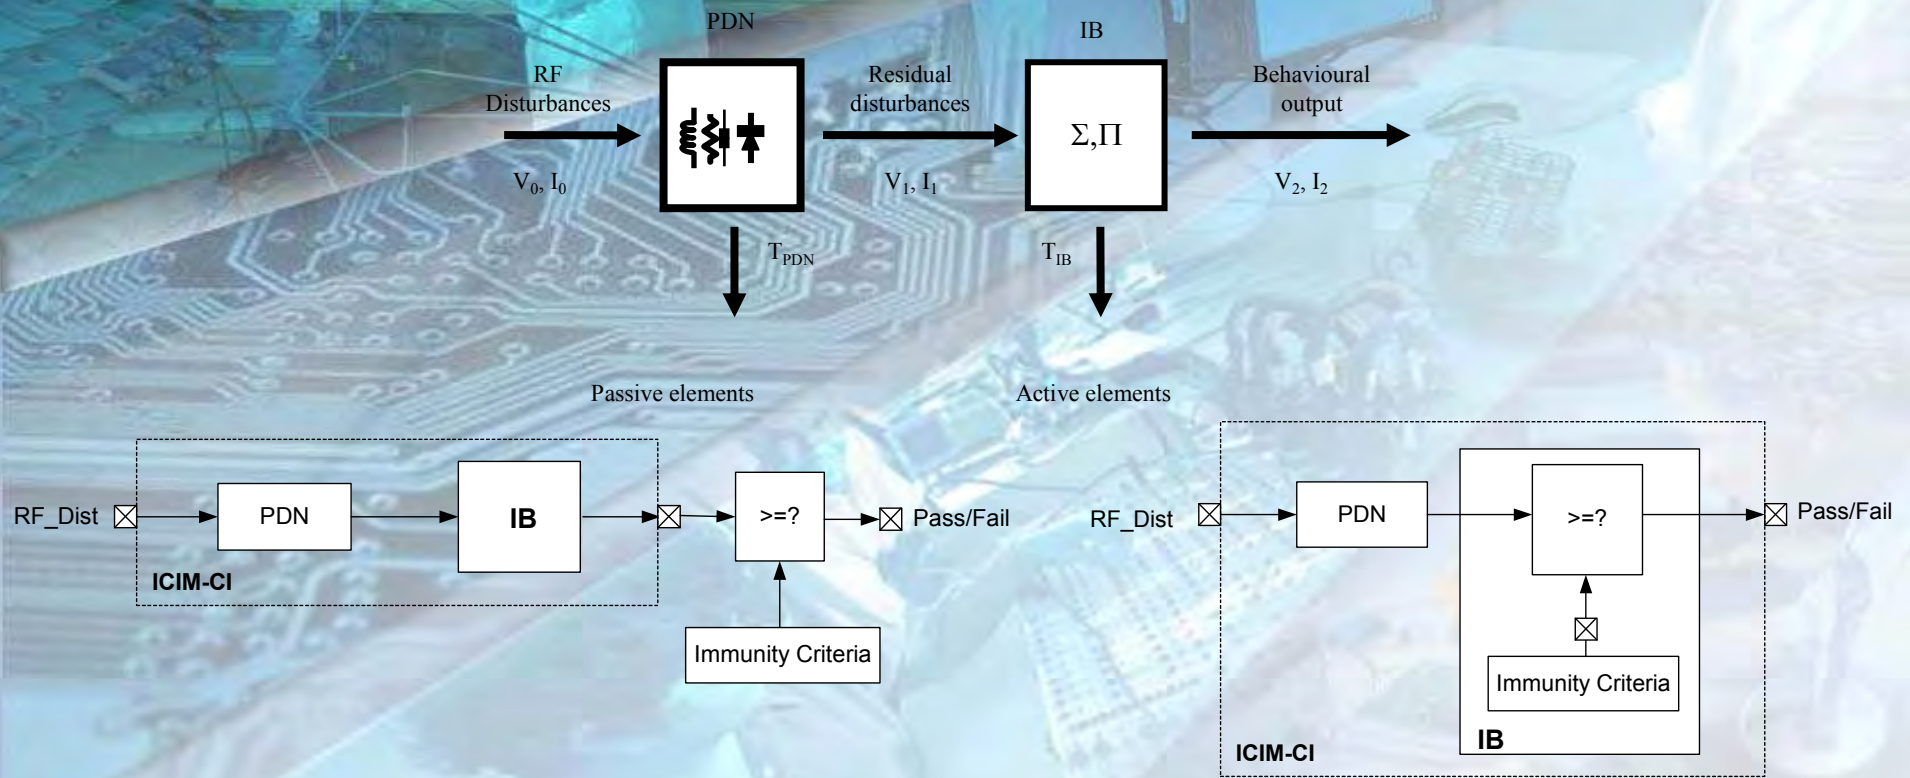 PDN
IB
RF
Disturbances
Residual
disturbances
Behavioural
output
Σ,Π
V0, I0
V1, I1
V2, I2
TPDN
TIB
Passive elements
Active elements
RF_Dist
PDN
IB
>=?
Pass/Fail
ICIM-CI
Immunity Criteria
RF_Dist
PDN
>=?
Pass/Fail
Immunity Criteria
IB
ICIM-CI